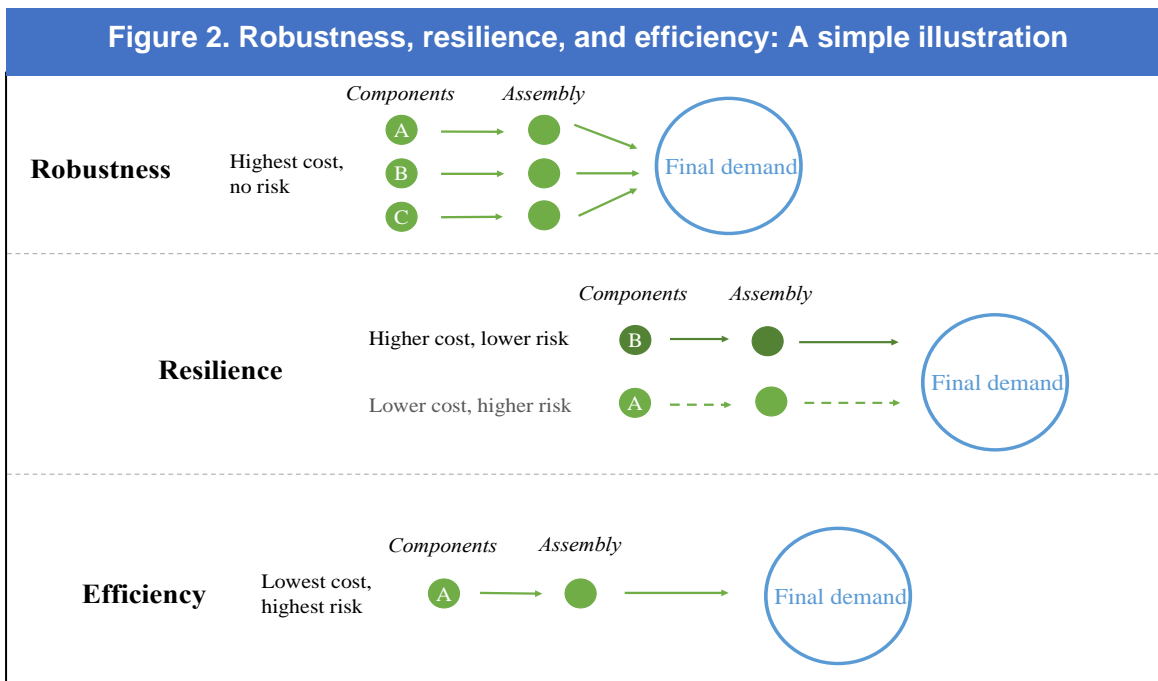 Figure 2. Robustness, resilience, and efficiency: A simple illustration
Components Assembly
A
Robustness
Highest cost,
no risk
B
Final demand
C
Components Assembly
Higher cost, lower risk
B
Resilience
Final demand
Lower cost, higher risk
A
Components Assembly
Efficiency
Lowest cost,
highest risk
A
Final demand